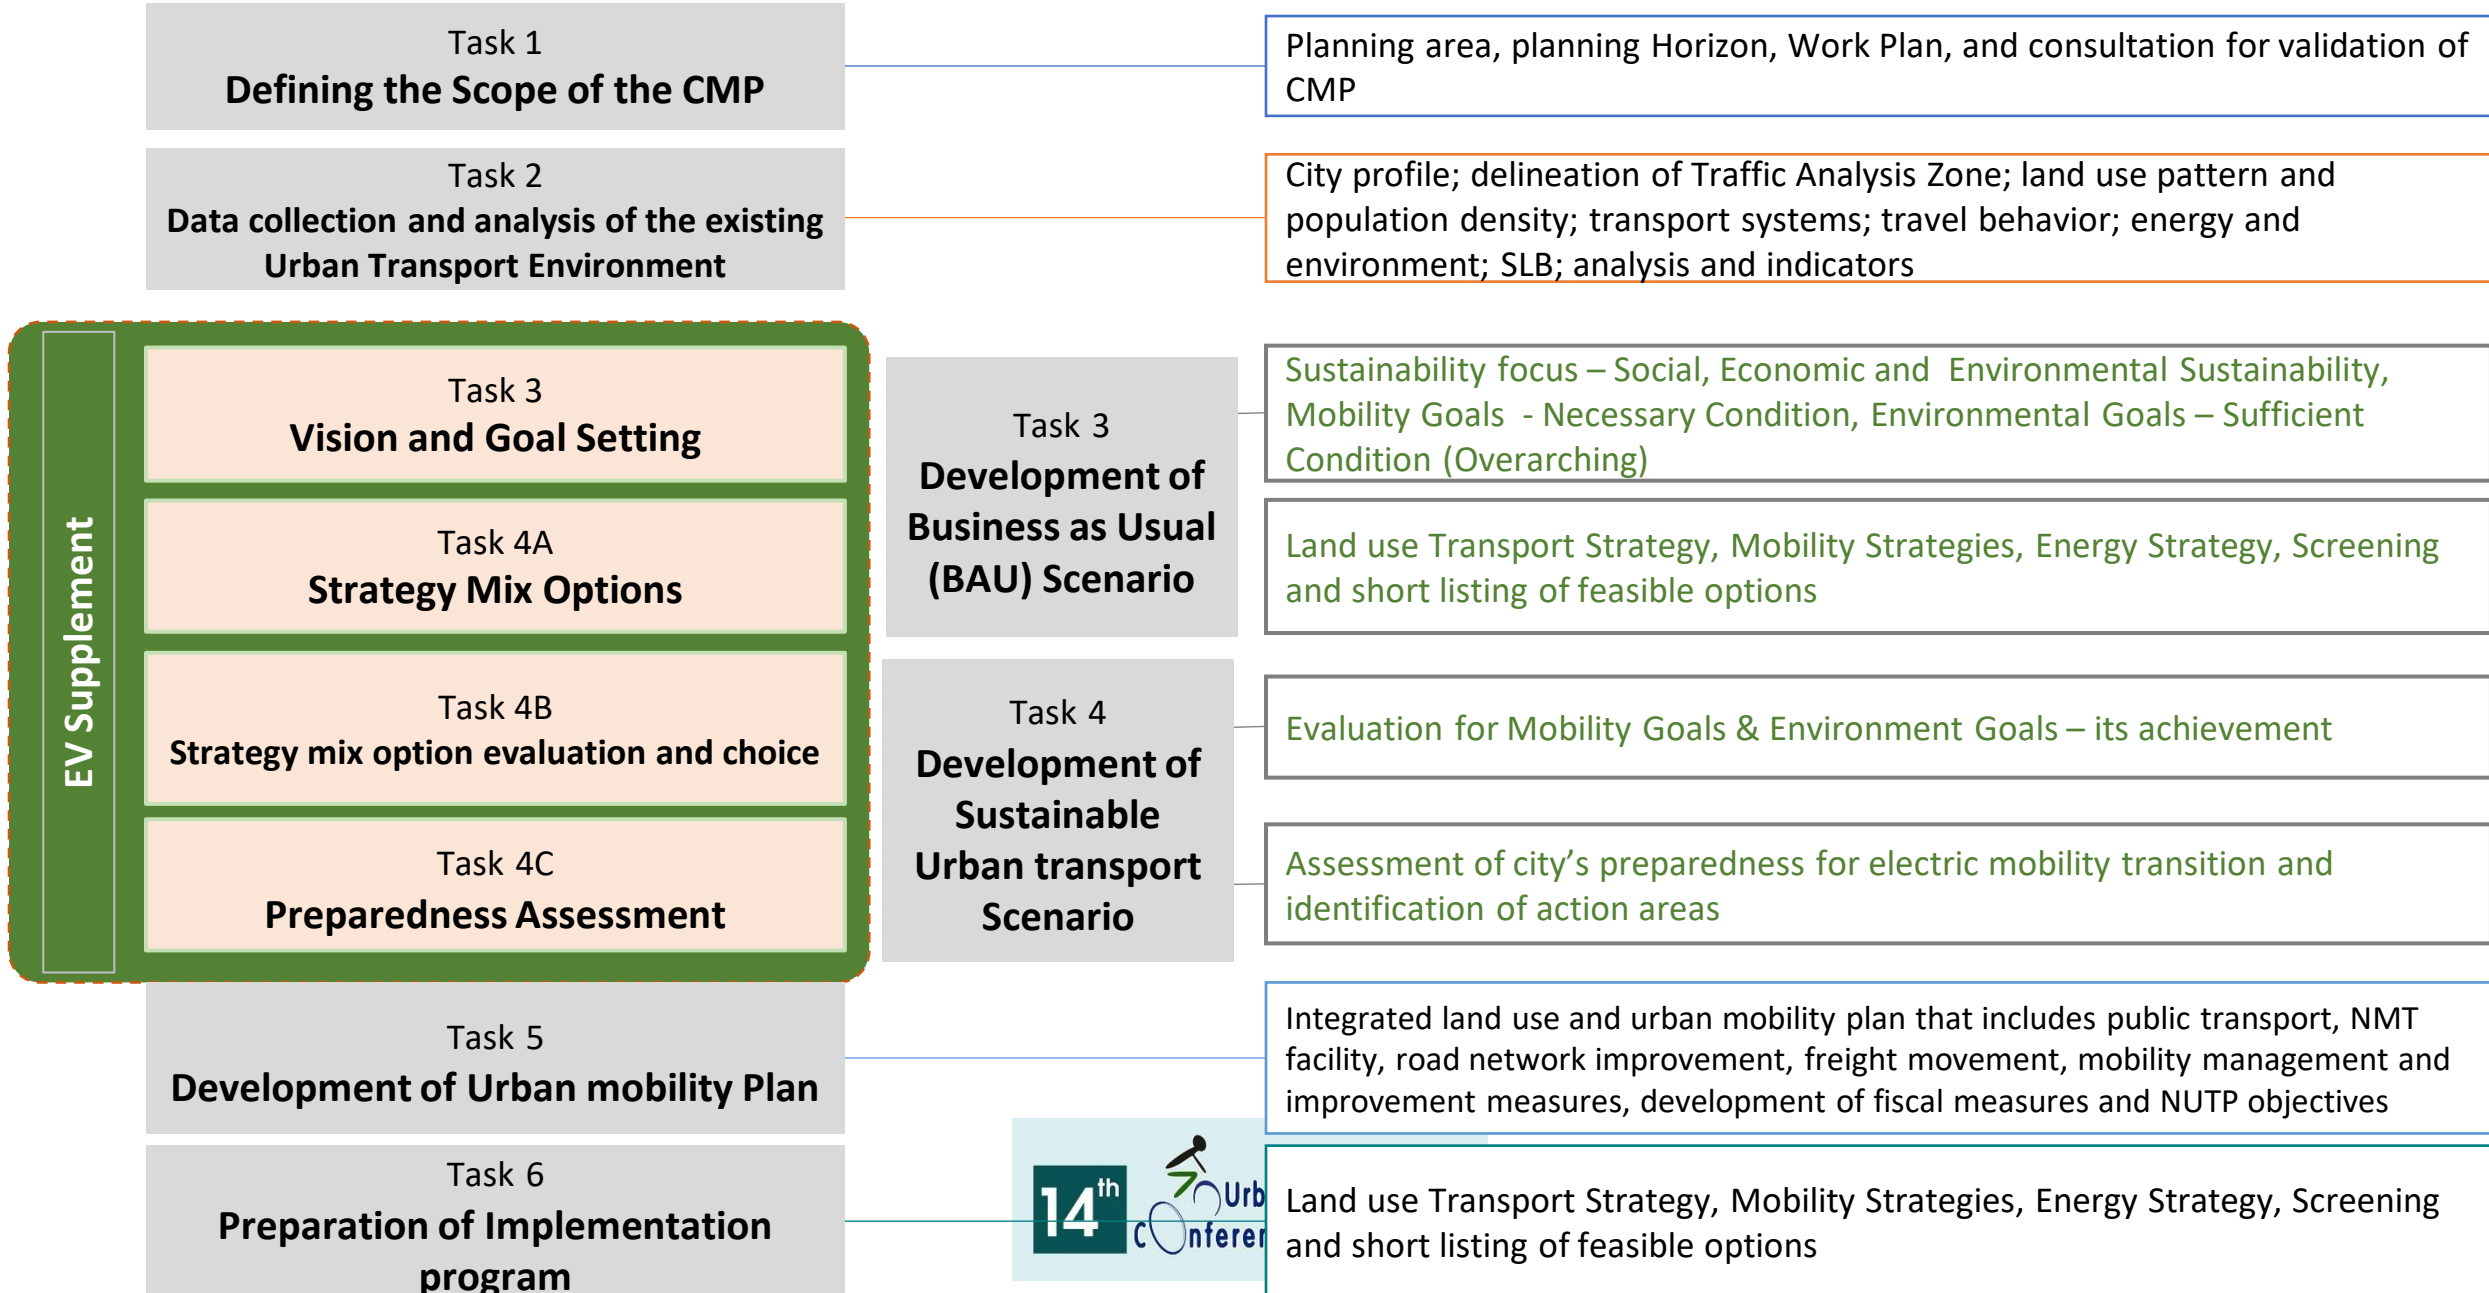 Task 1
Defining the Scope of the CMP
Planning area, planning Horizon, Work Plan, and consultation for validation of
CMP
Task 2
Data collection and analysis of the existing
Urban Transport Environment
City profile; delineation of Traffic Analysis Zone; land use pattern and
population density; transport systems; travel behavior; energy and
environment; SLB; analysis and indicators
EV Supplement
Task 3
Vision and Goal Setting
Task 4A
Strategy Mix Options
Task 4B
Strategy mix option evaluation and choice
Task 4C
Preparedness Assessment
Task 3
Development of
Business as Usual
(BAU) Scenario
Task 4
Development of
Sustainable
Urban transport
Scenario
Sustainability focus – Social, Economic and  Environmental Sustainability,
Mobility Goals  - Necessary Condition, Environmental Goals – Sufficient
Condition (Overarching)
Land use Transport Strategy, Mobility Strategies, Energy Strategy, Screening
and short listing of feasible options
Evaluation for Mobility Goals & Environment Goals – its achievement
Assessment of city's preparedness for electric mobility transition and
identification of action areas
Task 5
Development of Urban mobility Plan
Integrated land use and urban mobility plan that includes public transport, NMT
facility, road network improvement, freight movement, mobility management and
improvement measures, development of fiscal measures and NUTP objectives
Task 6
Preparation of Implementation
program
14th
Land use Transport Strategy, Mobility Strategies, Energy Strategy, Screening
and short listing of feasible options